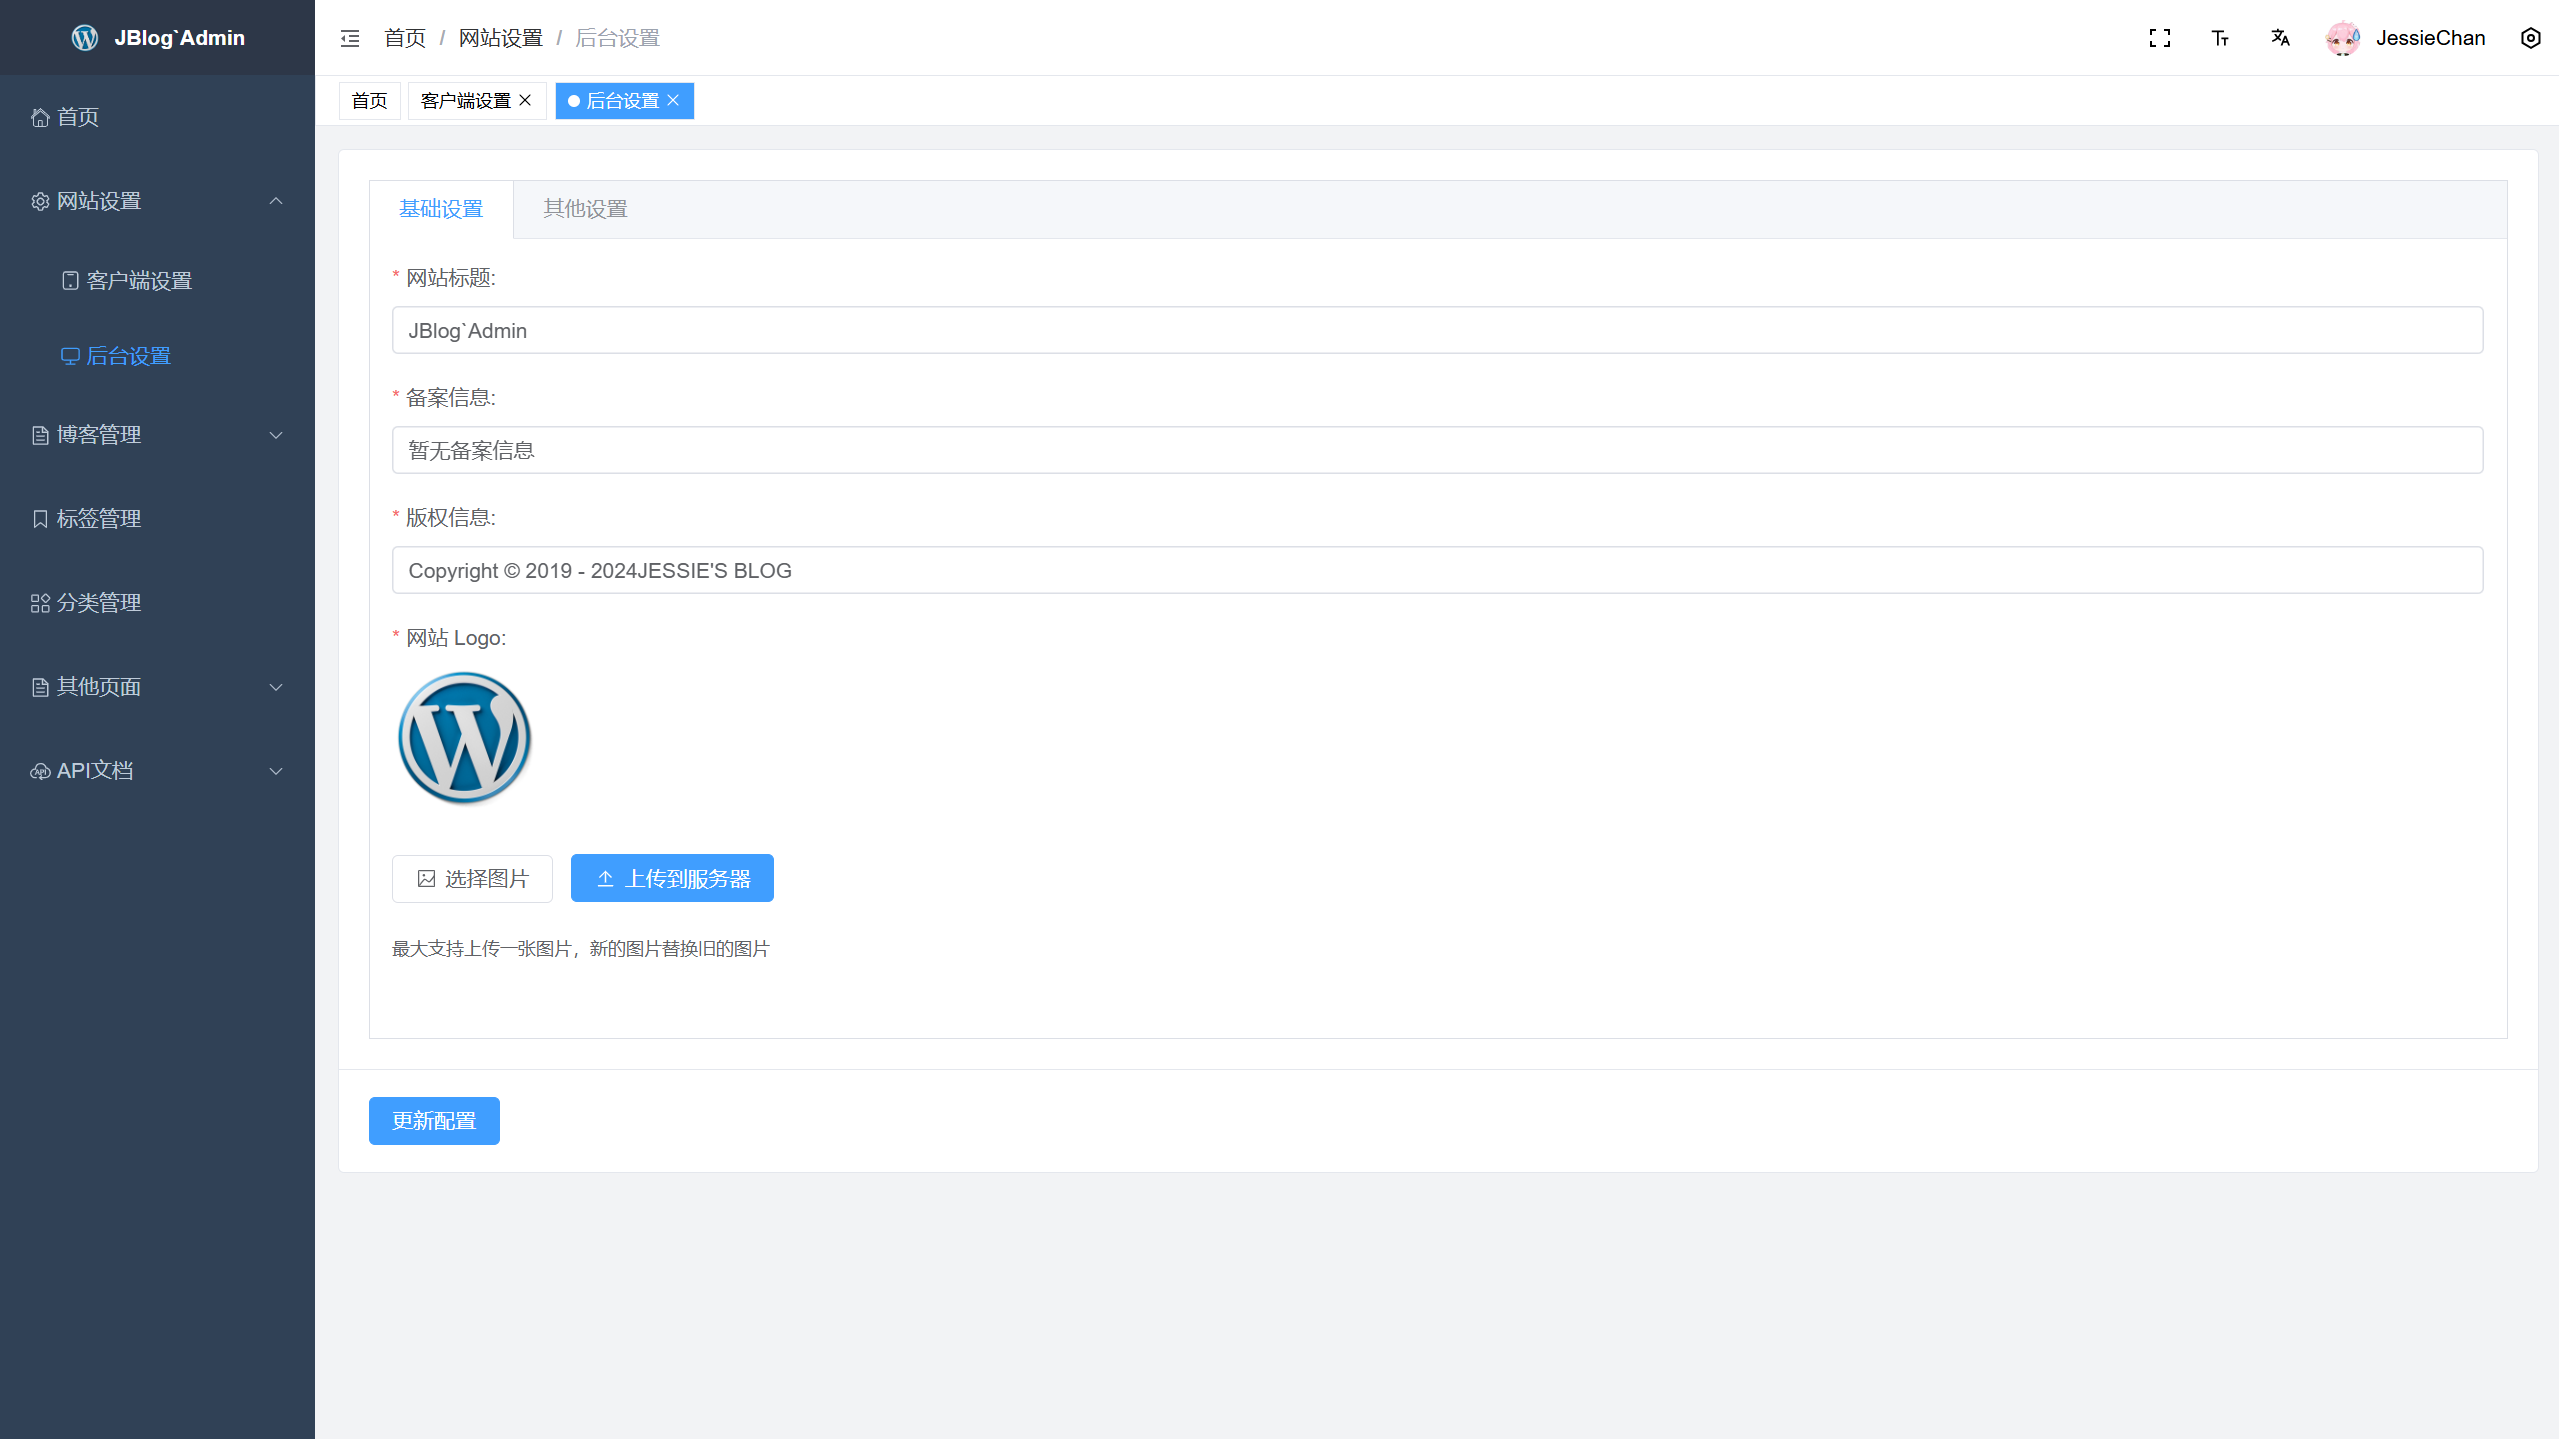 JBlog`Admin
首页 / 网站设置 / 后台设置
JessieChan
首页
客户端设置
后台设置
首页
网站设置
客户端设置
后台设置
博客管理
标签管理
分类管理
其他页面
API文档
基础设置
其他设置
* 网站标题:
JBlog`Admin
* 备案信息:
暂无备案信息
* 版权信息:
Copyright © 2019 - 2024JESSIE'S BLOG
* 网站 Logo:
选择图片
上传到服务器
最大支持上传一张图片，新的图片替换旧的图片
更新配置